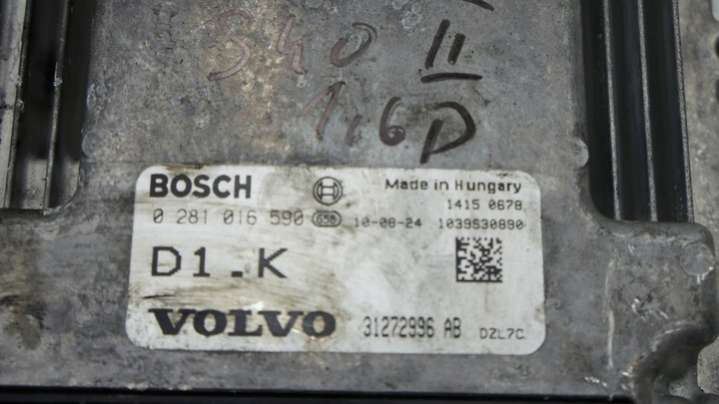 S40 II
1,6D
BOSCH Made in Hungary
1415 0678
0 281 016 590 10-08-24 1039S30890
D1.K
VOLVO 31272996 AB DZL7C